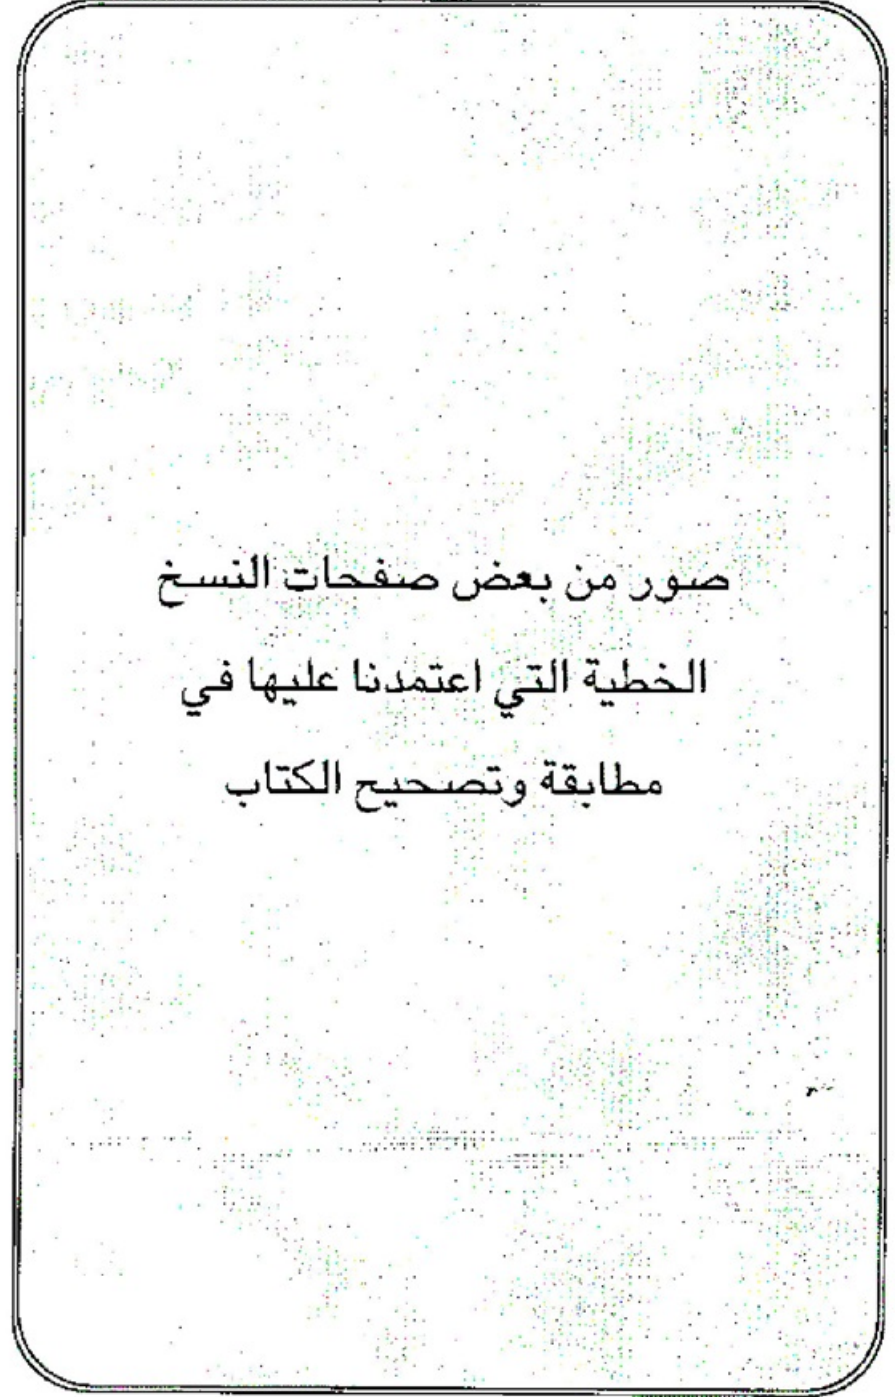 صور من بعض صفحات النسخ
الخطية التي اعتمدنا عليها في
مطابقة وتصحيح الكتاب